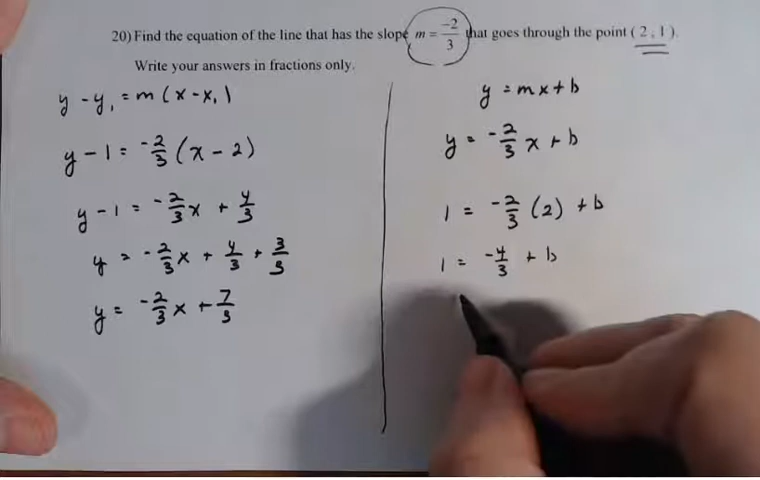 20) Find the equation of the line that has the slope m = -2/3 that goes through the point ( 2 , 1 ).
Write your answers in fractions only.
y - y₁ = m ( x - x₁ )
y - 1 = -2/3 ( x - 2 )
y - 1 = -2/3 x + 4/3
y = -2/3 x + 4/3 + 3/3
y = -2/3 x + 7/3
y = mx + b
y = -2/3 x + b
1 = -2/3 (2) + b
1 = -4/3 + b